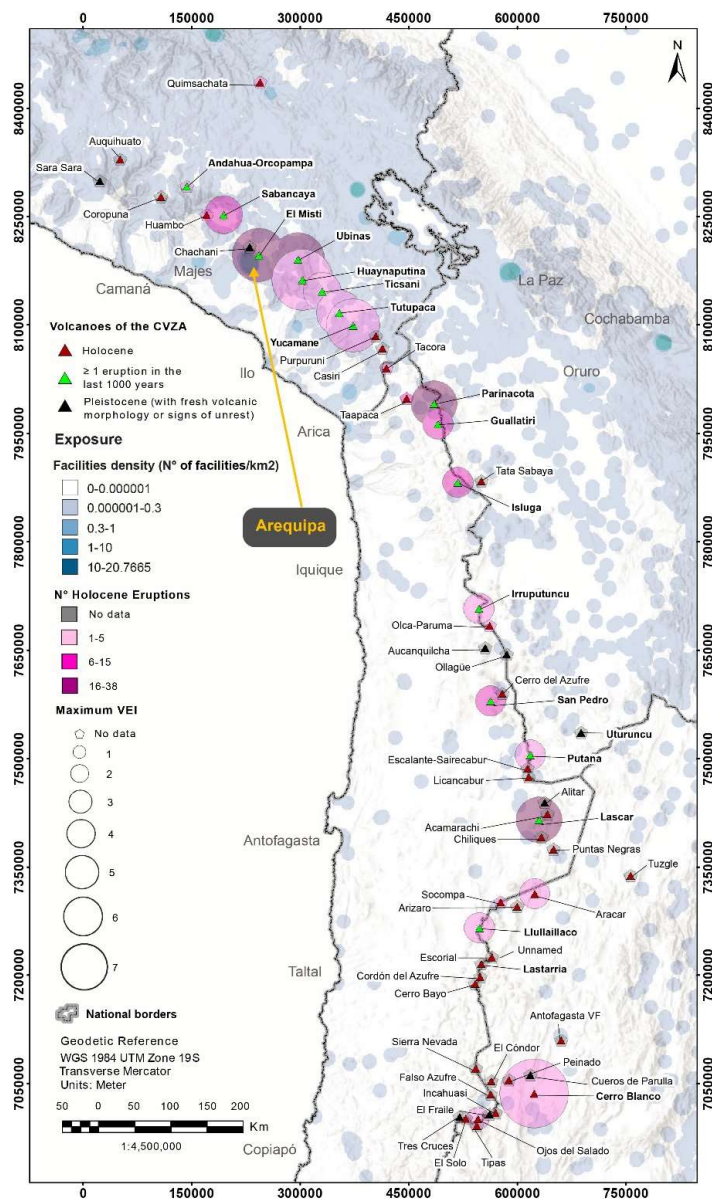 0
150000
300000
450000
600000
750000
N
8400000
8250000
8100000
7950000
7800000
7650000
7500000
7350000
7200000
7050000
8400000
8250000
8100000
7950000
7800000
7650000
7500000
7350000
7200000
7050000
Quimsachata
Auquihuato
Sara Sara
Andahua-Orcopampa
Sabancaya
Coropuna
Huambo
El Misti
Chachani
Ubinas
Majes
Camaná
Huaynaputina
Ticsani
Tutupaca
La Paz
Cochabamba
Volcanoes of the CVZA
Holocene
≥ 1 eruption in the
last 1000 years
Pleistocene (with fresh volcanic
morphology or signs of unrest)
Yucamane
Purpuruni
Casiri
Tacora
Ilo
Oruro
Taapaca
Parinacota
Guallatiri
Arica
Tata Sabaya
Isluga
Exposure
Facilities density (N° of facilities/km2)
0-0.000001
0.000001-0.3
0.3-1
1-10
10-20.7665
Arequipa
Iquique
N° Holocene Eruptions
No data
1-5
6-15
16-38
Irruputuncu
Olca-Paruma
Aucanquilcha
Ollagüe
Cerro del Azufre
San Pedro
Uturuncu
Maximum VEI
No data
1
2
3
4
5
6
7
Putana
Escalante-Sairecabur
Licancabur
Alitar
Lascar
Acamarachi
Chiliques
Puntas Negras
Tuzgle
Antofagasta
Socompa
Arizaro
Aracar
Llullaillaco
Escorial
Unnamed
Lastarria
Cordón del Azufre
Cerro Bayo
Taltal
National borders
Geodetic Reference
WGS 1984 UTM Zone 19S
Transverse Mercator
Units: Meter
50 0 50 100 150 200
Km
1:4,500,000
Antofagasta VF
Sierra Nevada
El Cóndor
Peinado
Falso Azufre
Cueros de Parulla
Incahuasi
Cerro Blanco
El Fraile
Tres Cruces
Ojos del Salado
El Solo
Tipas
Copiapó
0
150000
300000
450000
600000
750000